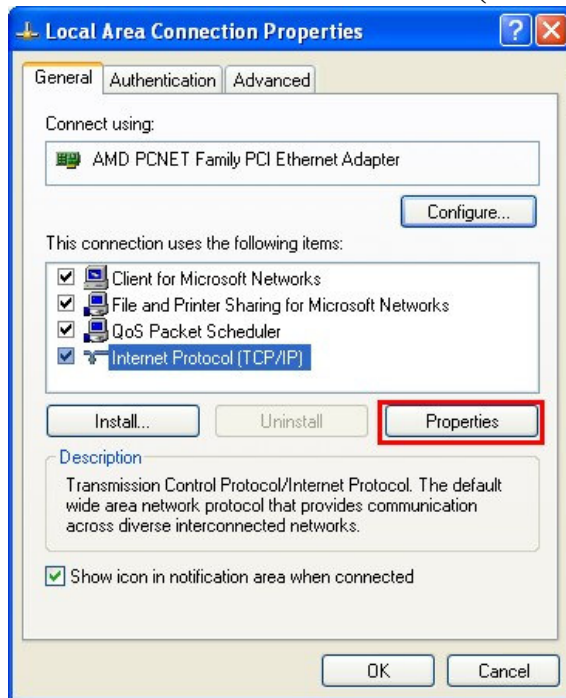 Local Area Connection Properties
General Authentication Advanced
Connect using:
AMD PCNET Family PCI Ethernet Adapter
Configure...
This connection uses the following items:
Client for Microsoft Networks
File and Printer Sharing for Microsoft Networks
QoS Packet Scheduler
Internet Protocol (TCP/IP)
Install... Uninstall Properties
Description
Transmission Control Protocol/Internet Protocol. The default
wide area network protocol that provides communication
across diverse interconnected networks.
Show icon in notification area when connected
OK Cancel